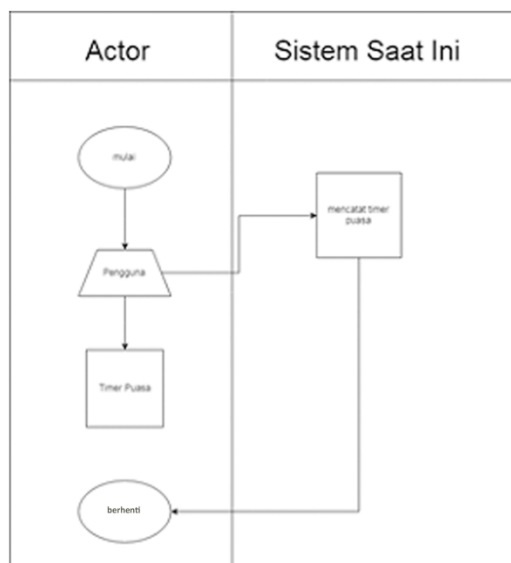 Actor
Sistem Saat Ini
mulai
mencatat timer
puasa
Pengguna
Timer Puasa
berhenti